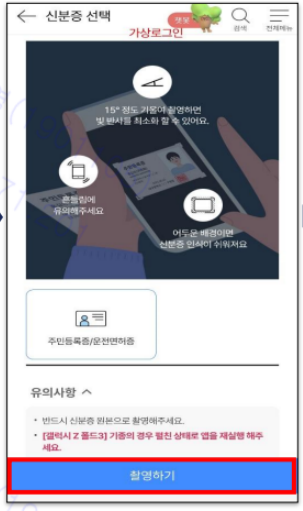 ← 신분증 선택
챗봇
검색
전체메뉴
가상로그인
15° 정도 기울여 촬영하면
빛 반사를 최소화 할 수 있어요.
흔들림에
유의해주세요
어두운 배경이면
신분증 인식이 쉬워져요
주민등록증/운전면허증
유의사항
• 반드시 신분증 원본으로 촬영해주세요.
• [갤럭시 Z 폴드3] 기종의 경우 펼친 상태로 앱을 재실행 해주
세요.
촬영하기